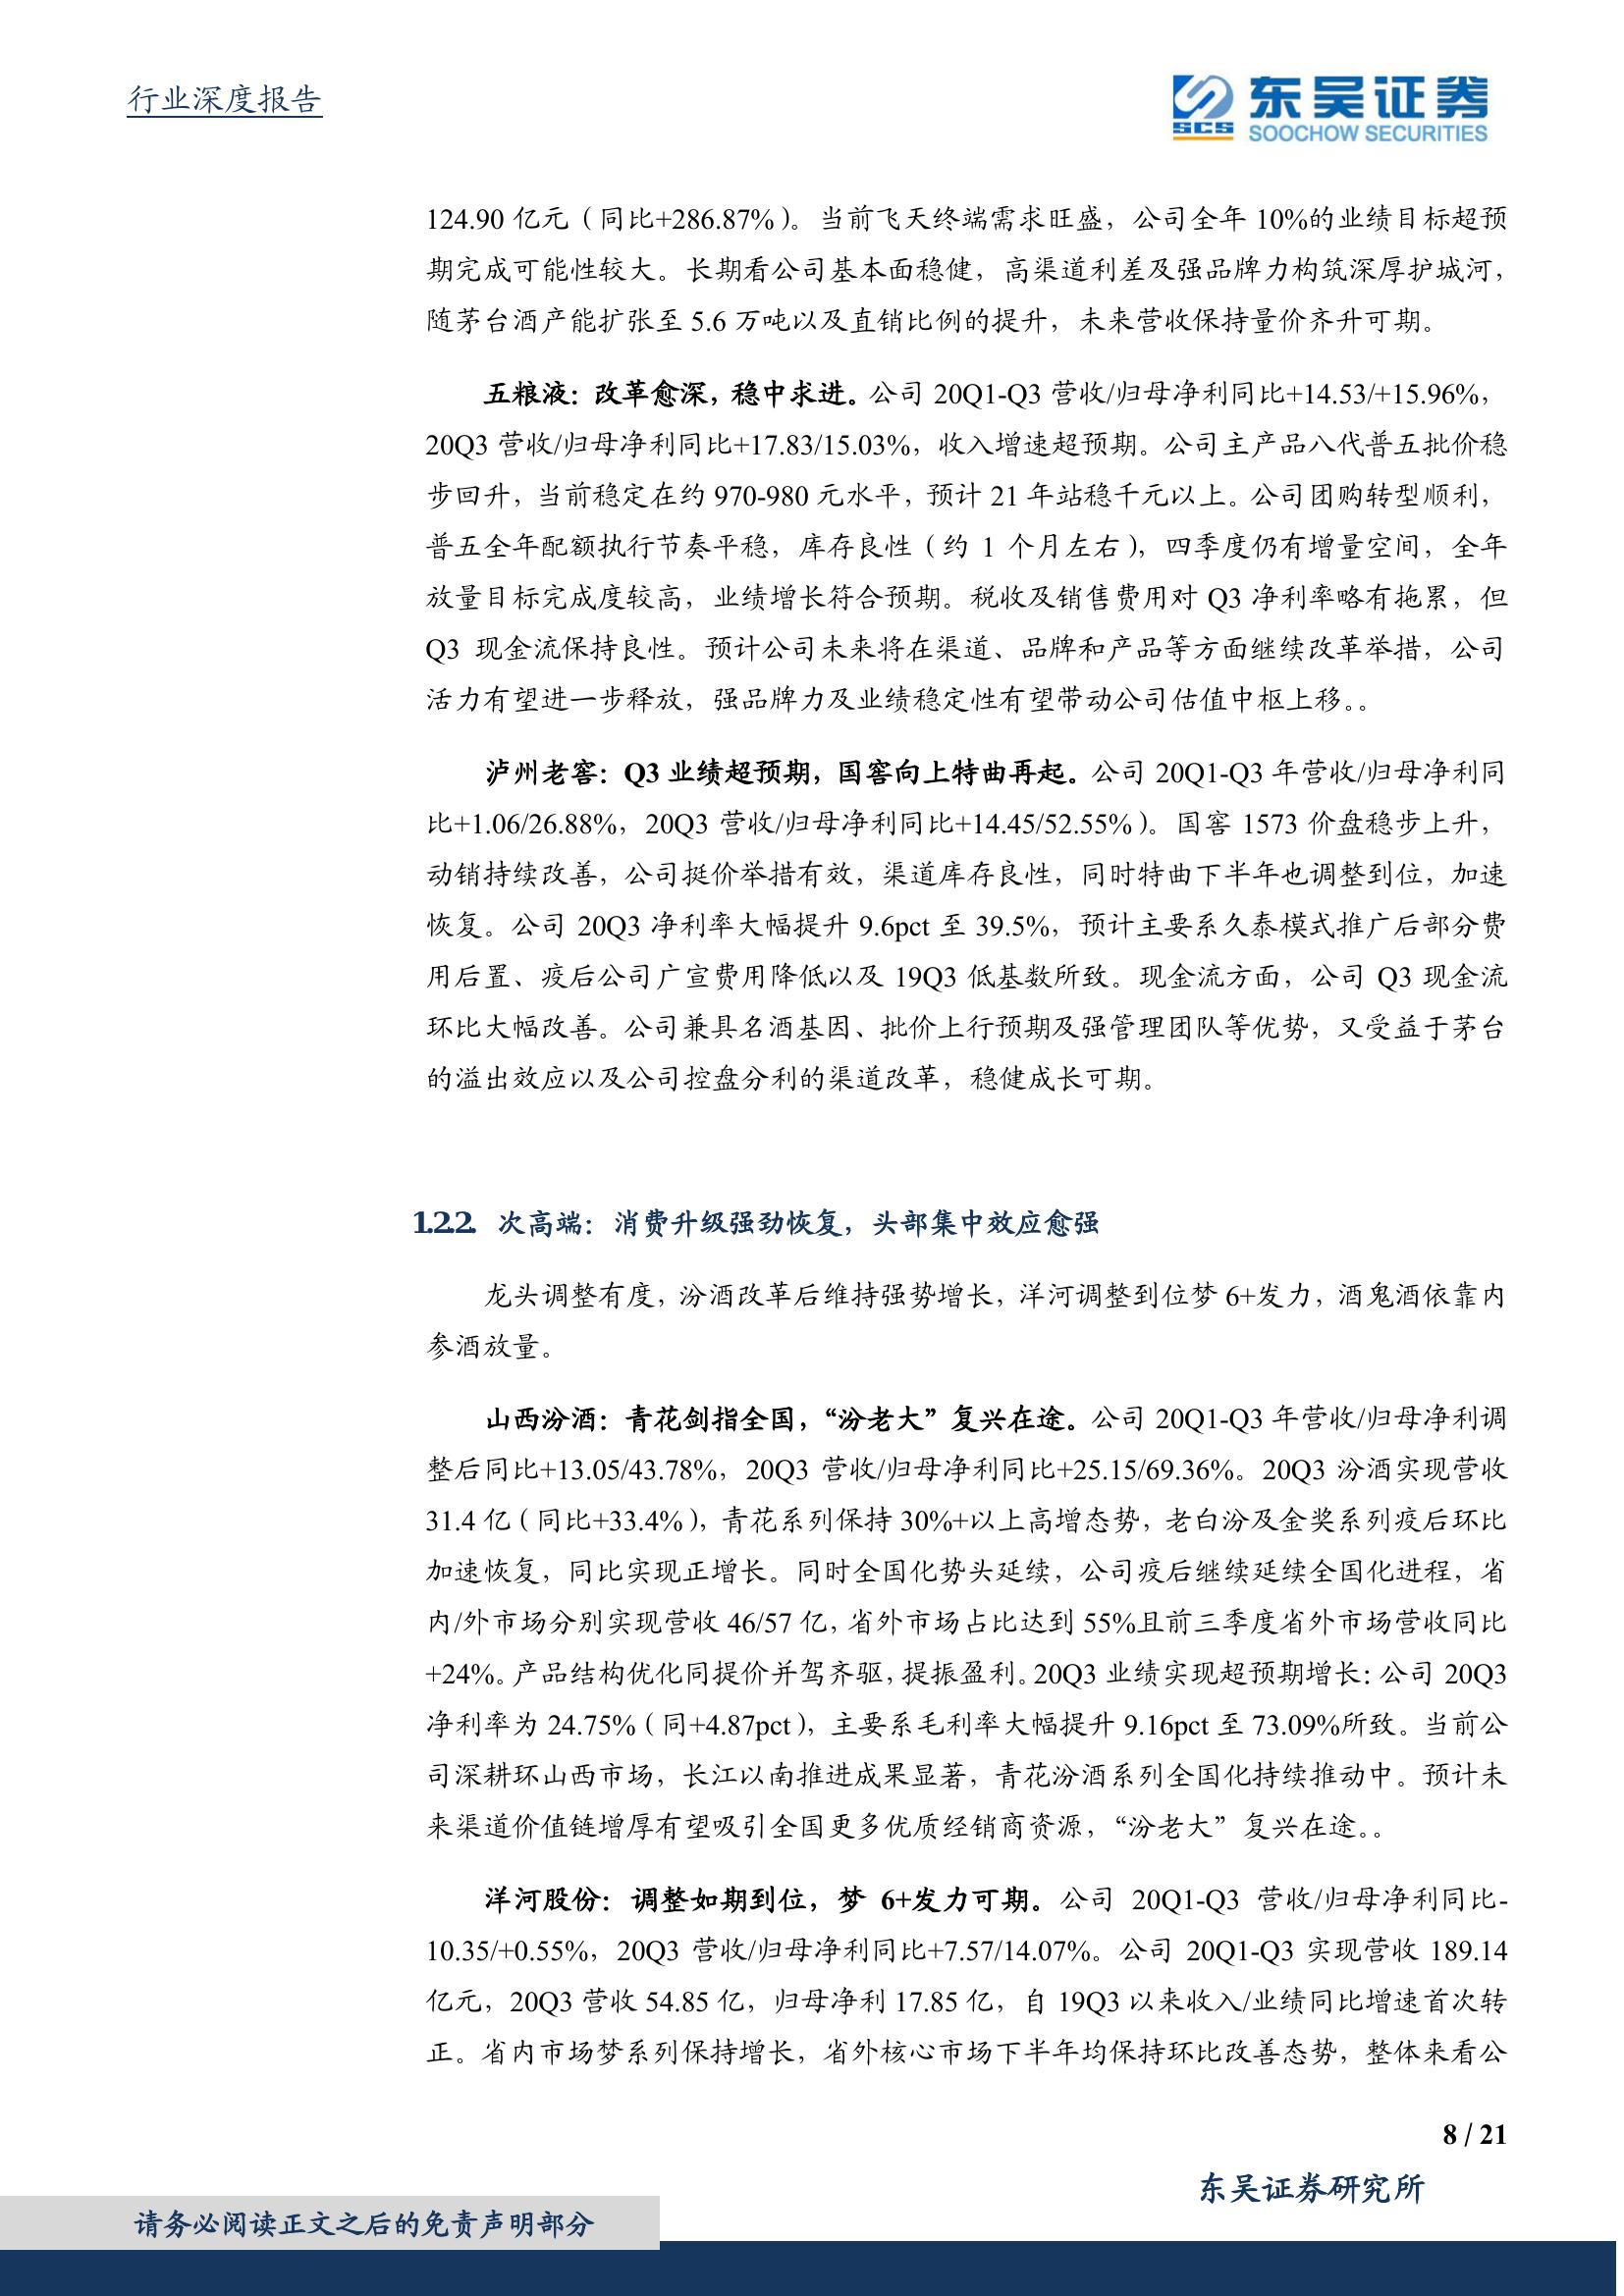 行业深度报告
SCS 东吴证券
SOOCHOW SECURITIES
124.90 亿元（同比+286.87%）。当前飞天终端需求旺盛，公司全年 10%的业绩目标超预
期完成可能性较大。长期看公司基本面稳健，高渠道利差及强品牌力构筑深厚护城河，
随茅台酒产能扩张至 5.6 万吨以及直销比例的提升，未来营收保持量价齐升可期。
五粮液：改革愈深，稳中求进。公司 20Q1-Q3 营收/归母净利同比+14.53/+15.96%，
20Q3 营收/归母净利同比+17.83/15.03%，收入增速超预期。公司主产品八代普五批价稳
步回升，当前稳定在约 970-980 元水平，预计 21 年站稳千元以上。公司团购转型顺利，
普五全年配额执行节奏平稳，库存良性（约 1 个月左右），四季度仍有增量空间，全年
放量目标完成度较高，业绩增长符合预期。税收及销售费用对 Q3 净利率略有拖累，但
Q3 现金流保持良性。预计公司未来将在渠道、品牌和产品等方面继续改革举措，公司
活力有望进一步释放，强品牌力及业绩稳定性有望带动公司估值中枢上移。。
泸州老窖：Q3 业绩超预期，国窖向上特曲再起。公司 20Q1-Q3 年营收/归母净利同
比+1.06/26.88%，20Q3 营收/归母净利同比+14.45/52.55%）。国窖 1573 价盘稳步上升，
动销持续改善，公司挺价举措有效，渠道库存良性，同时特曲下半年也调整到位，加速
恢复。公司 20Q3 净利率大幅提升 9.6pct 至 39.5%，预计主要系久泰模式推广后部分费
用后置、疫后公司广宣费用降低以及 19Q3 低基数所致。现金流方面，公司 Q3 现金流
环比大幅改善。公司兼具名酒基因、批价上行预期及强管理团队等优势，又受益于茅台
的溢出效应以及公司控盘分利的渠道改革，稳健成长可期。
1.2.2. 次高端：消费升级强劲恢复，头部集中效应愈强
龙头调整有度，汾酒改革后维持强势增长，洋河调整到位梦 6+发力，酒鬼酒依靠内
参酒放量。
山西汾酒：青花剑指全国，“汾老大”复兴在途。公司 20Q1-Q3 年营收/归母净利调
整后同比+13.05/43.78%，20Q3 营收/归母净利同比+25.15/69.36%。20Q3 汾酒实现营收
31.4 亿（同比+33.4%），青花系列保持 30%+以上高增态势，老白汾及金奖系列疫后环比
加速恢复，同比实现正增长。同时全国化势头延续，公司疫后继续延续全国化进程，省
内/外市场分别实现营收 46/57 亿，省外市场占比达到 55%且前三季度省外市场营收同比
+24%。产品结构优化同提价并驾齐驱，提振盈利。20Q3 业绩实现超预期增长：公司 20Q3
净利率为 24.75%（同+4.87pct），主要系毛利率大幅提升 9.16pct 至 73.09%所致。当前公
司深耕环山西市场，长江以南推进成果显著，青花汾酒系列全国化持续推动中。预计未
来渠道价值链增厚有望吸引全国更多优质经销商资源，“汾老大”复兴在途。。
洋河股份：调整如期到位，梦 6+发力可期。公司 20Q1-Q3 营收/归母净利同比-
10.35/+0.55%，20Q3 营收/归母净利同比+7.57/14.07%。公司 20Q1-Q3 实现营收 189.14
亿元，20Q3 营收 54.85 亿，归母净利 17.85 亿，自 19Q3 以来收入/业绩同比增速首次转
正。省内市场梦系列保持增长，省外核心市场下半年均保持环比改善态势，整体来看公
8 / 21
东吴证券研究所
请务必阅读正文之后的免责声明部分